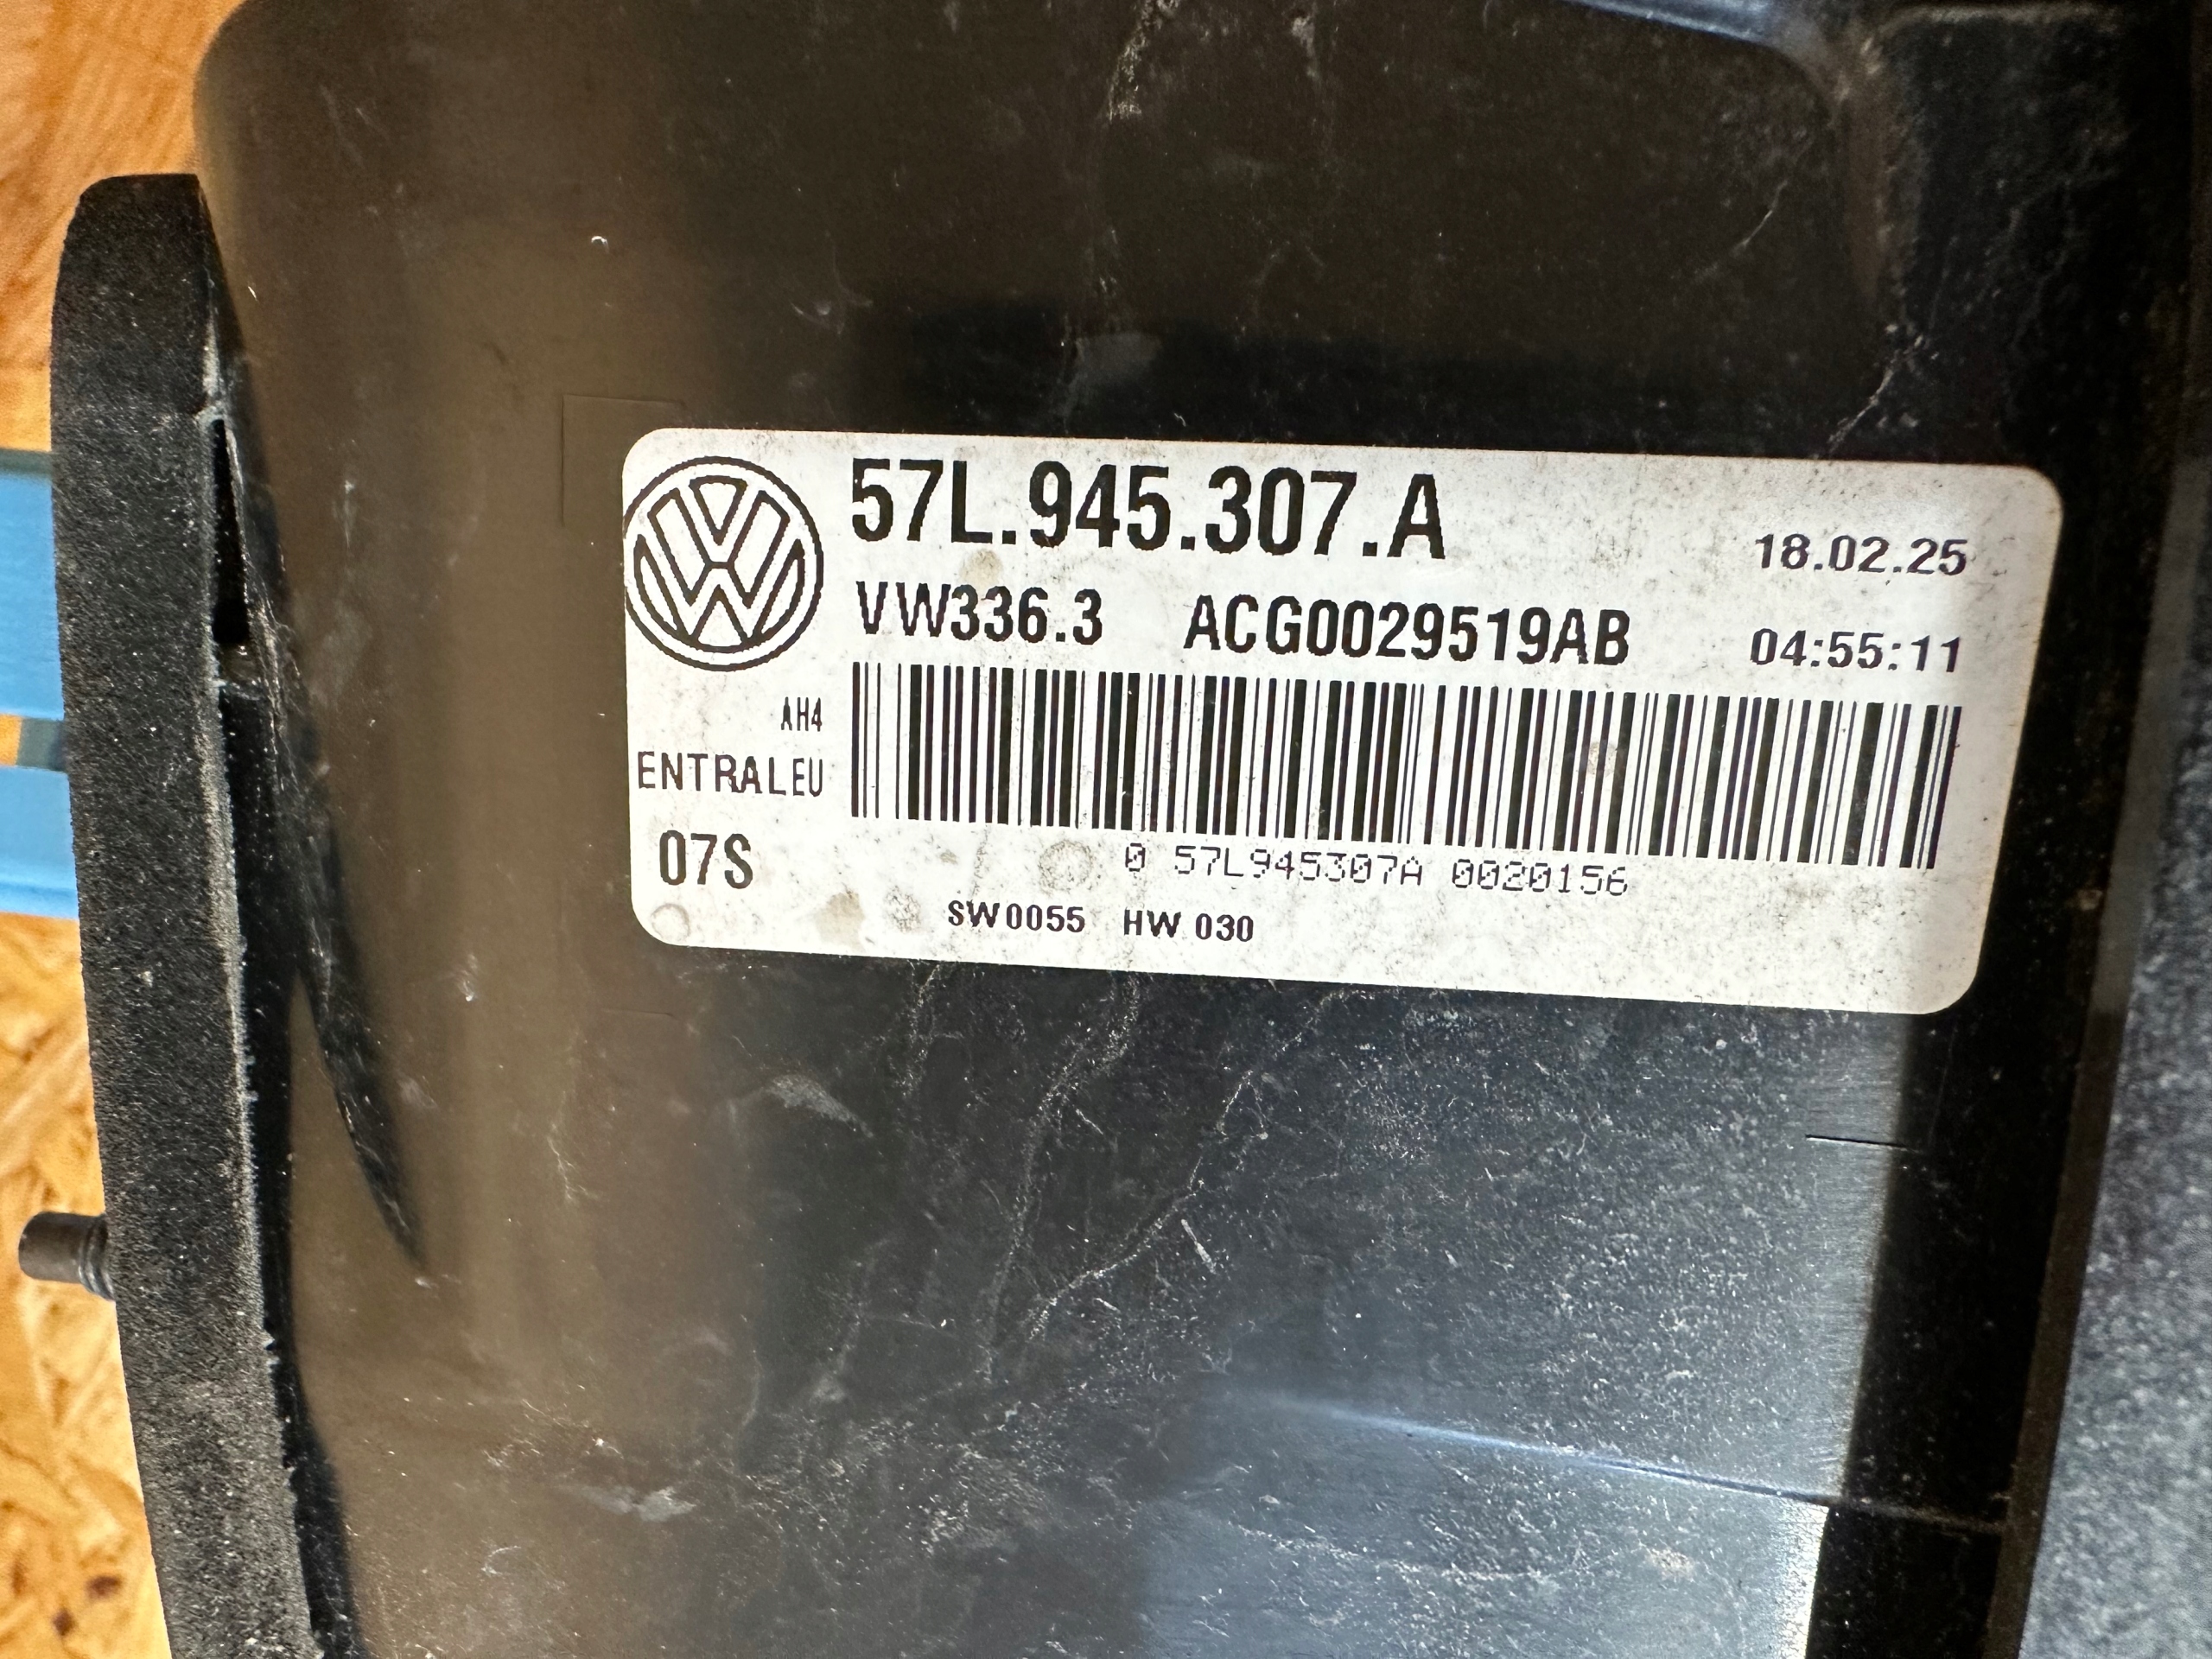 57L.945.307.A
18.02.25
VW336.3 ACG0029519AB
04:55:11
AH4
ENTRALEU
07S
0 57L945307A 0020156
SW0055 HW 030